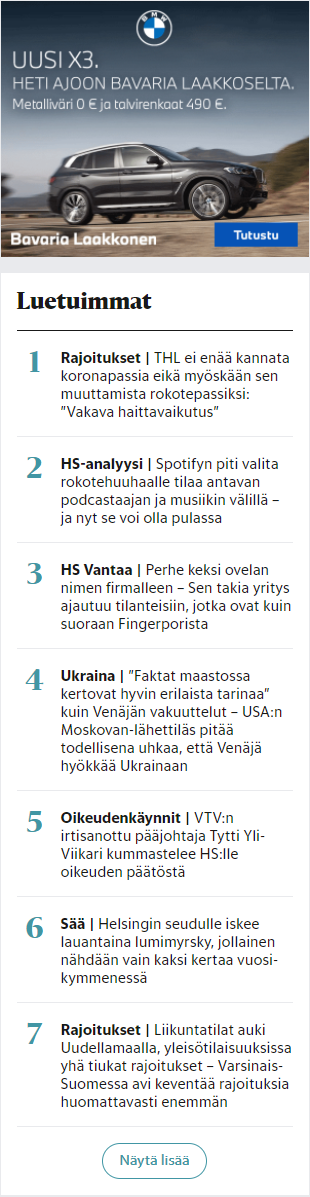 BMW
UUSI X3.
HETI AJOON BAVARIA LAAKKOSELTA.
Metalliväri 0 € ja talvirenkaat 490 €.
Bavaria Laakkonen
Tutustu
Luetuimmat
1
Rajoitukset | THL ei enää kannata
koronapassia eikä myöskään sen
muuttamista rokotepassiksi:
”Vakava haittavaikutus”
2
HS-analyysi | Spotifyn piti valita
rokotehuuhaalle tilaa antavan
podcastaajan ja musiikin välillä –
ja nyt se voi olla pulassa
3
HS Vantaa | Perhe keksi ovelan
nimen firmalleen – Sen takia yritys
ajautuu tilanteisiin, jotka ovat kuin
suoraan Fingerporista
4
Ukraina | ”Faktat maastossa
kertovat hyvin erilaista tarinaa”
kuin Venäjän vakuuttelut – USA:n
Moskovan-lähettiläs pitää
todellisena uhkaa, että Venäjä
hyökkää Ukrainaan
5
Oikeudenkäynnit | VTV:n
irtisanottu pääjohtaja Tytti Yli-
Viikari kummastelee HS:lle
oikeuden päätöstä
6
Sää | Helsingin seudulle iskee
lauantaina lumimyrsky, jollainen
nähdään vain kaksi kertaa vuosi-
kymmenessä
7
Rajoitukset | Liikuntatilat auki
Uudellamaalla, yleisötilaisuuksissa
yhä tiukat rajoitukset – Varsinais-
Suomessa avi keventää rajoituksia
huomattavasti enemmän
Näytä lisää